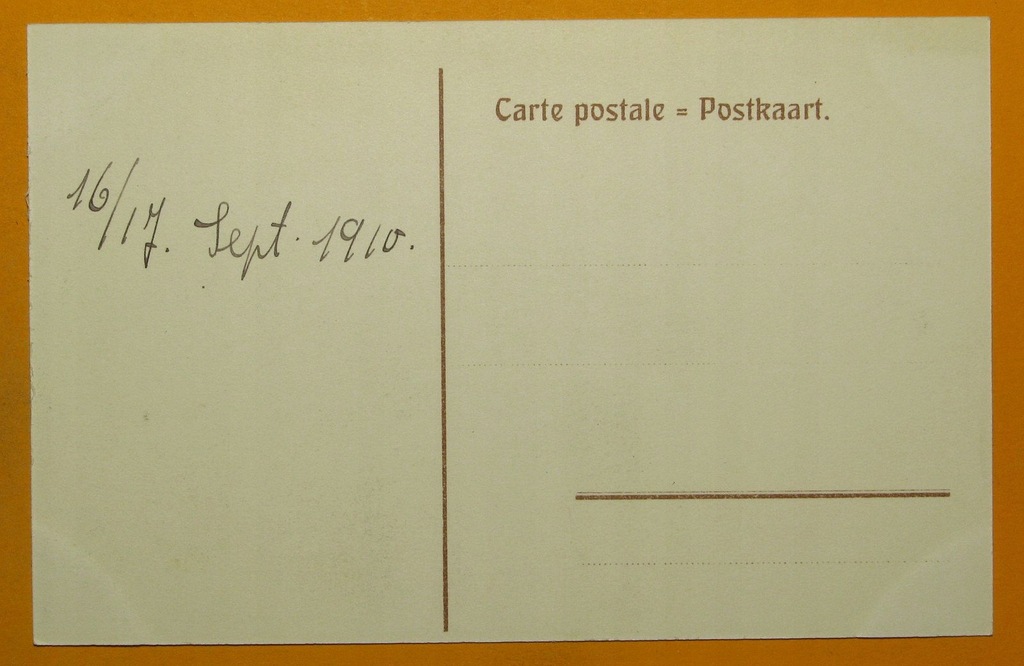 Carte postale = Postkaart.
16/17. Sept. 1910.